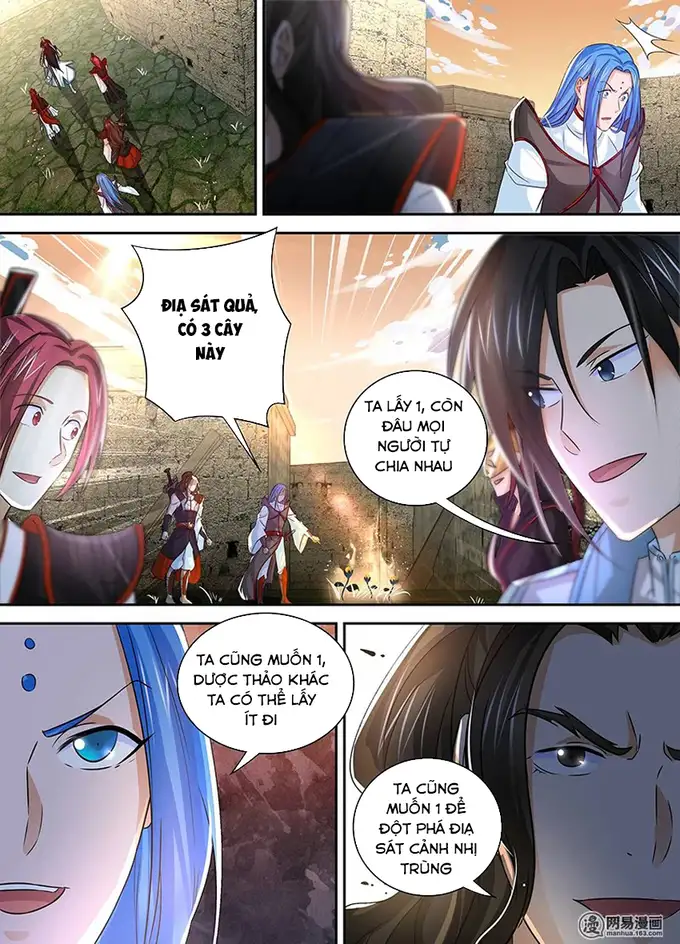 ĐỊA SÁT QUẢ,
CÓ 3 CÂY
NÀY
TA LẤY 1, CÒN
ĐÂU MỌI
NGƯỜI TỰ
CHIA NHAU
TA CŨNG MUỐN 1,
DƯỢC THẢO KHÁC
TA CÓ THỂ LẤY
ÍT ĐI
TA CŨNG
MUỐN 1 ĐỂ
ĐỘT PHÁ ĐỊA
SÁT CẢNH NHỊ
TRÙNG
网易漫画
manhua.163.com